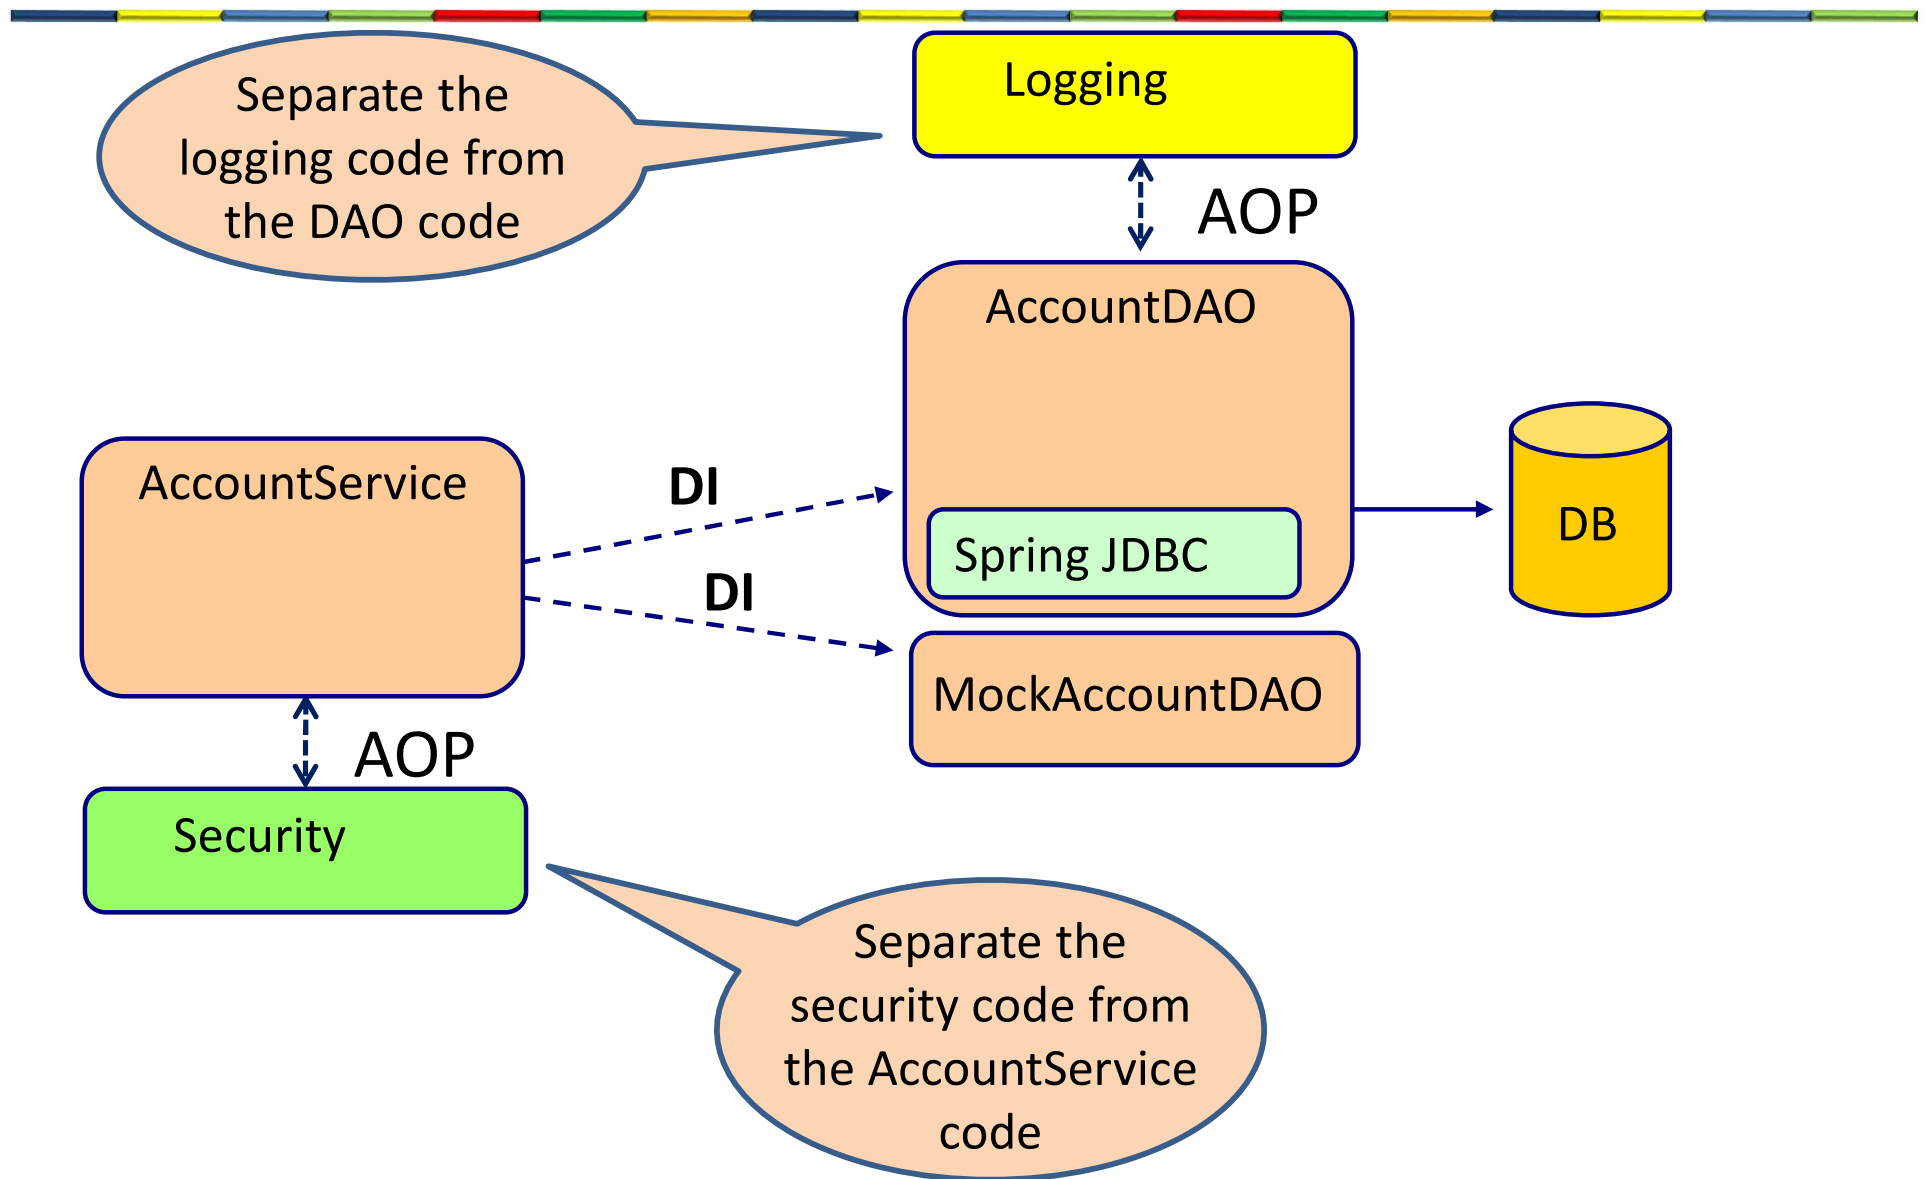 Separate the
logging code from
the DAO code
Logging
AOP
AccountDAO
AccountService
DI
DB
Spring JDBC
DI
MockAccountDAO
AOP
Security
Separate the
security code from
the AccountService
code